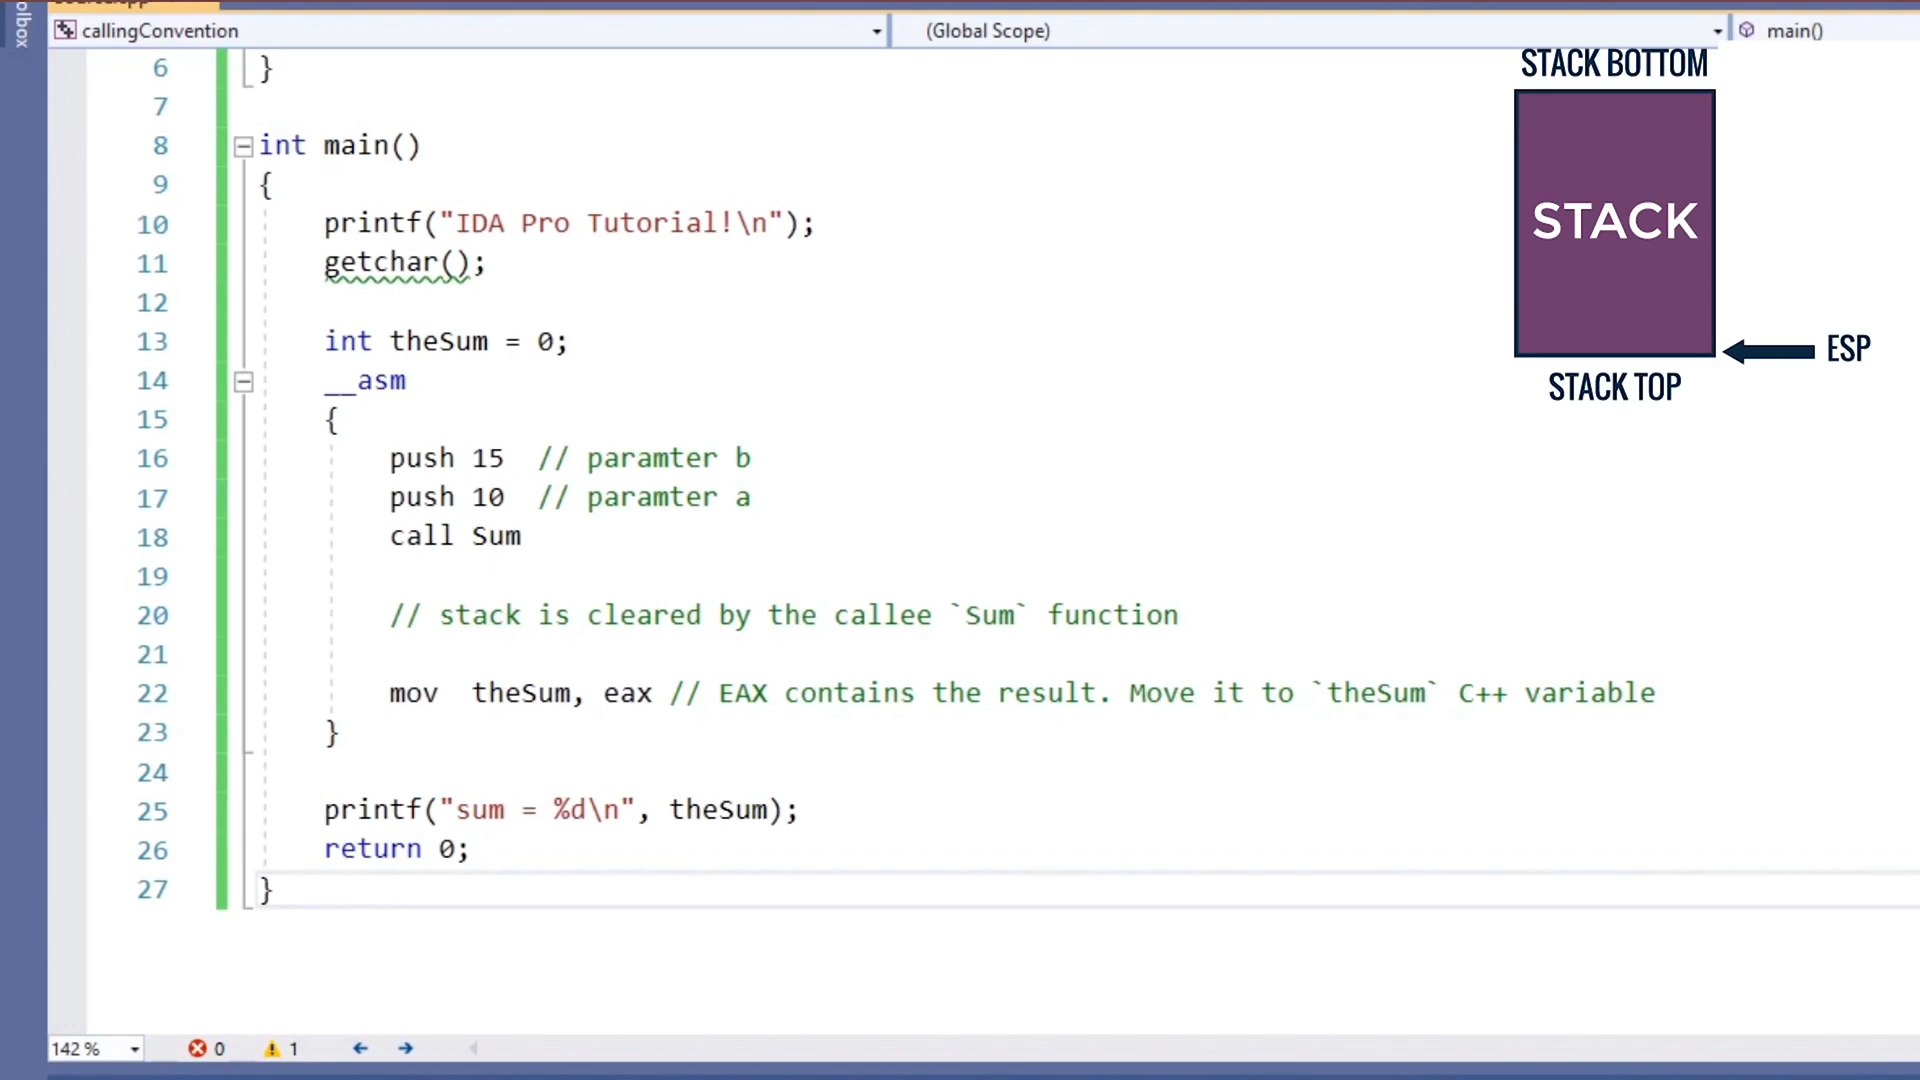 olbox
callingConvention
(Global Scope)
main()
6 }
7
8 int main()
9 {
10 printf("IDA Pro Tutorial!\n");
11 getchar();
12
13 int theSum = 0;
14 __asm
15 {
16 push 15 // paramter b
17 push 10 // paramter a
18 call Sum
19
20 // stack is cleared by the callee `Sum` function
21
22 mov theSum, eax // EAX contains the result. Move it to `theSum` C++ variable
23 }
24
25 printf("sum = %d\n", theSum);
26 return 0;
27 }
STACK BOTTOM
STACK
ESP
STACK TOP
142 %
0
1